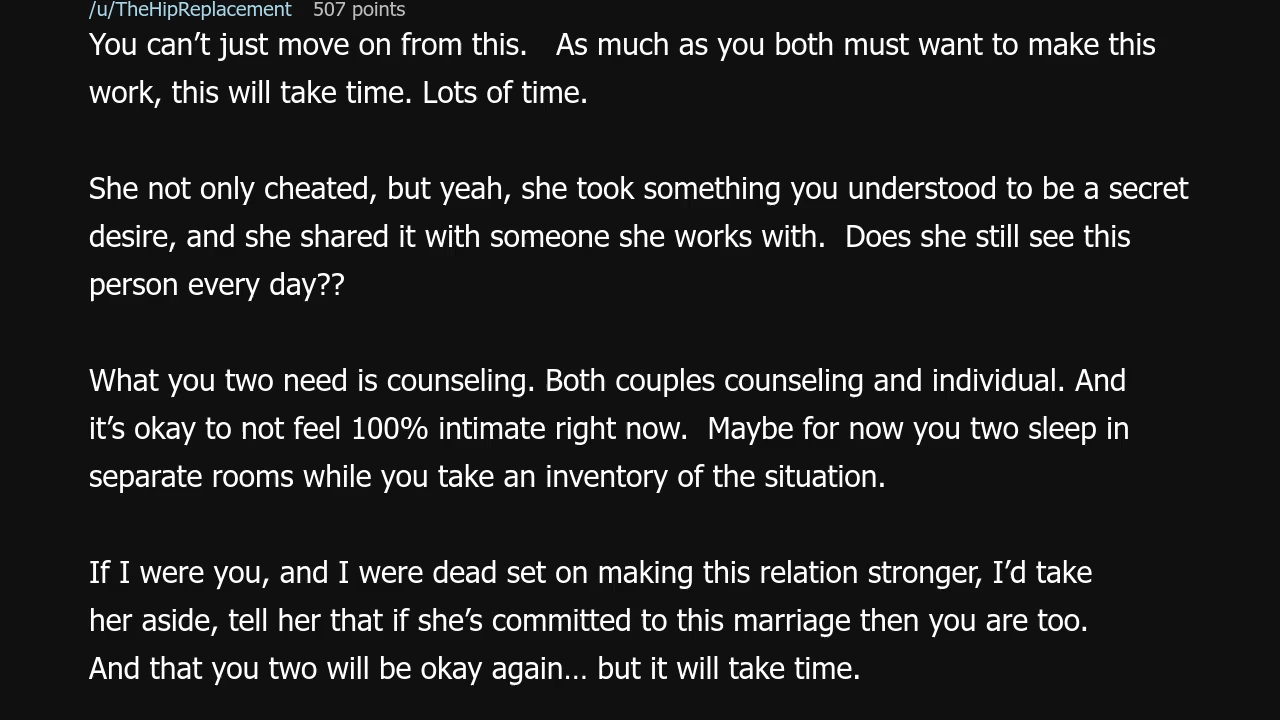 /u/TheHipReplacement 507 points
You can’t just move on from this. As much as you both must want to make this
work, this will take time. Lots of time.
She not only cheated, but yeah, she took something you understood to be a secret
desire, and she shared it with someone she works with. Does she still see this
person every day??
What you two need is counseling. Both couples counseling and individual. And
it’s okay to not feel 100% intimate right now. Maybe for now you two sleep in
separate rooms while you take an inventory of the situation.
If I were you, and I were dead set on making this relation stronger, I’d take
her aside, tell her that if she’s committed to this marriage then you are too.
And that you two will be okay again… but it will take time.